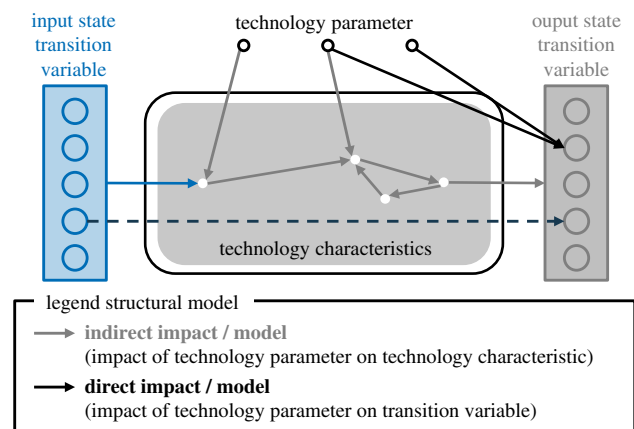 input state
transition
variable
technology parameter
ouput state
transition
variable
technology characteristics
legend structural model
indirect impact / model
(impact of technology parameter on technology characteristic)
direct impact / model
(impact of technology parameter on transition variable)